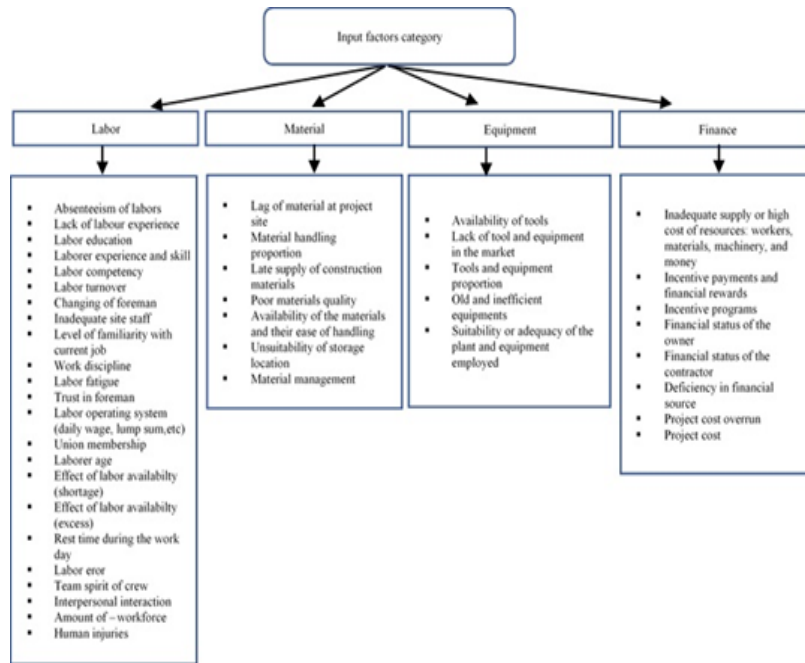 Input factors category
Labor
Material
Equipment
Finance
Absenteeism of labors
Lack of labour experience
Labor education
Laborer experience and skill
Labor competency
Labor turnover
Changing of foreman
Inadequate site staff
Level of familiarity with
current job
Work discipline
Labor fatigue
Trust in foreman
Labor operating system
(daily wage, lump sum,etc)
Union membership
Laborer age
Effect of labor availabilty
(shortage)
Effect of labor availabilty
(excess)
Rest time during the work
day
Labor eror
Team spirit of crew
Interpersonal interaction
Amount of – workforce
Human injuries
Lag of material at project
site
Material handling
proportion
Late supply of construction
materials
Poor materials quality
Availability of the materials
and their ease of handling
Unsuitability of storage
location
Material management
Availability of tools
Lack of tool and equipment
in the market
Tools and equipment
proportion
Old and inefficient
equipments
Suitability or adequacy of the
plant and equipment
employed
Inadequate supply or high
cost of resources: workers,
materials, machinery, and
money
Incentive payments and
financial rewards
Incentive programs
Financial status of the
owner
Financial status of the
contractor
Deficiency in financial
source
Project cost overrun
Project cost